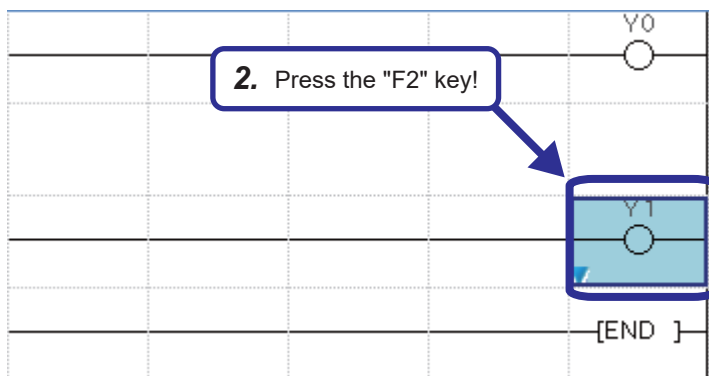 Y0
2. Press the "F2" key!
Y1
[END ]